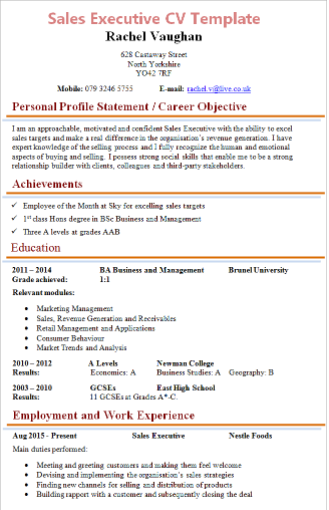 Sales Executive CV Template
Rachel Vaughan
628 Castaway Street
North Yorkshire
YO42 7RF
Mobile: 079 3246 5755 E-mail: rachel.v@live.co.uk
Personal Profile Statement / Career Objective
I am an approachable, motivated and confident Sales Executive with the ability to excel
sales targets and make a real difference in the organisation's revenue generation. I have
expert knowledge of the selling process and I fully recognize the human and emotional
aspects of buying and selling. I possess strong social skills that enable me to be a strong
relationship builder with clients, colleagues and third-party stakeholders.
Achievements
✓ Employee of the Month at Sky for excelling sales targets
✓ 1st class Hons degree in BSc Business and Management
✓ Three A levels at grades AAB
Education
2011 – 2014 BA Business and Management Brunel University
Grade achieved: 1:1
Relevant modules:
• Marketing Management
• Sales, Revenue Generation and Receivables
• Retail Management and Applications
• Consumer Behaviour
• Market Trends and Analysis
2010 – 2012 A Levels Newman College
Results: Economics: A Business Studies: A Geography: B
2003 – 2010 GCSEs East High School
Results: 11 GCSEs at Grades A*-C.
Employment and Work Experience
Aug 2015 - Present Sales Executive Nestle Foods
Main duties performed:
• Meeting and greeting customers and making them feel welcome
• Devising and implementing the organisation's sales strategies
• Finding new channels for selling and distribution of products
• Building rapport with a customer and subsequently closing the deal